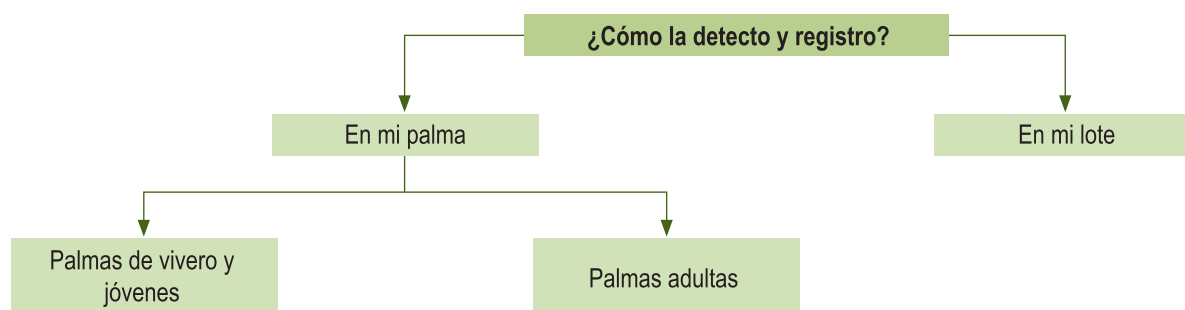 ¿Cómo la detecto y registro?
En mi palma
En mi lote
Palmas de vivero y
jóvenes
Palmas adultas